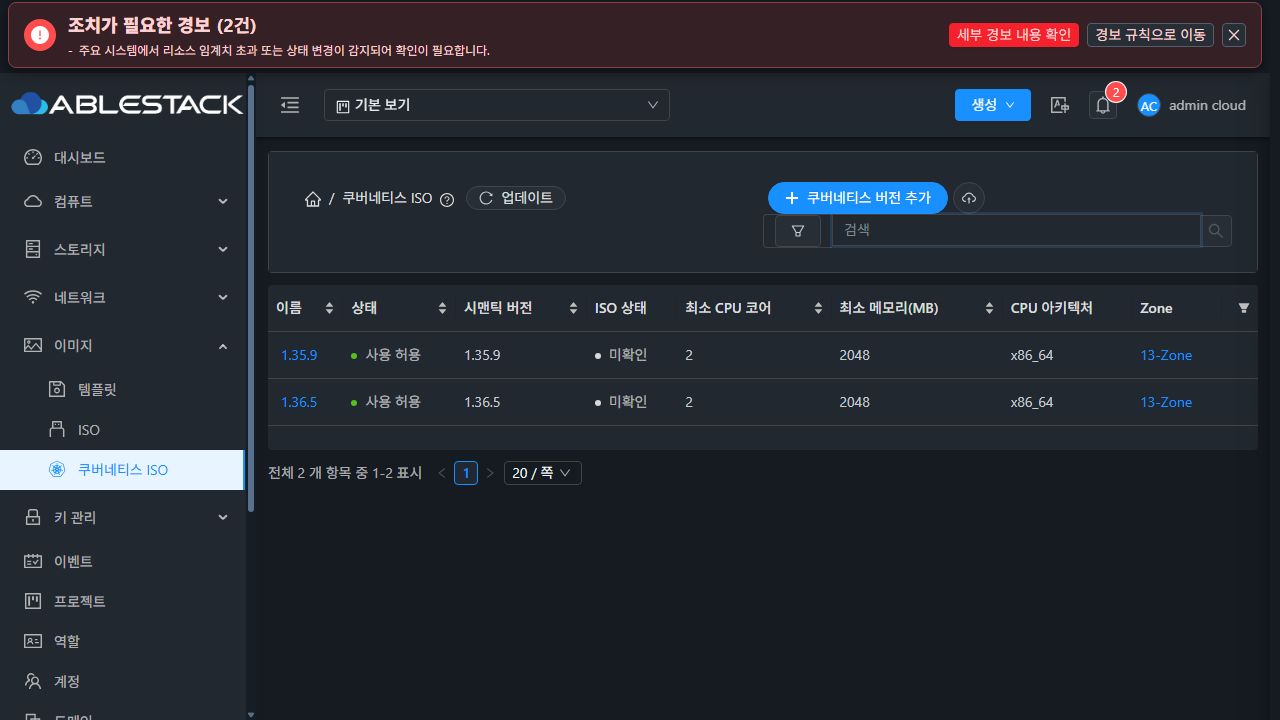 조치가 필요한 경보 (2건)
- 주요 시스템에서 리소스 임계치 초과 또는 상태 변경이 감지되어 확인이 필요합니다.
세부 경보 내용 확인
경보 규칙으로 이동
ABLESTACK
기본 보기
생성
2
AC admin cloud
대시보드
컴퓨트
스토리지
네트워크
이미지
템플릿
ISO
쿠버네티스 ISO
키 관리
이벤트
프로젝트
역할
계정
/ 쿠버네티스 ISO
업데이트
쿠버네티스 버전 추가
검색
이름 상태 시맨틱 버전 ISO 상태 최소 CPU 코어 최소 메모리(MB) CPU 아키텍처 Zone
1.35.9 사용 허용 1.35.9 미확인 2 2048 x86_64 13-Zone
1.36.5 사용 허용 1.36.5 미확인 2 2048 x86_64 13-Zone
전체 2 개 항목 중 1-2 표시 < 1 > 20 / 쪽